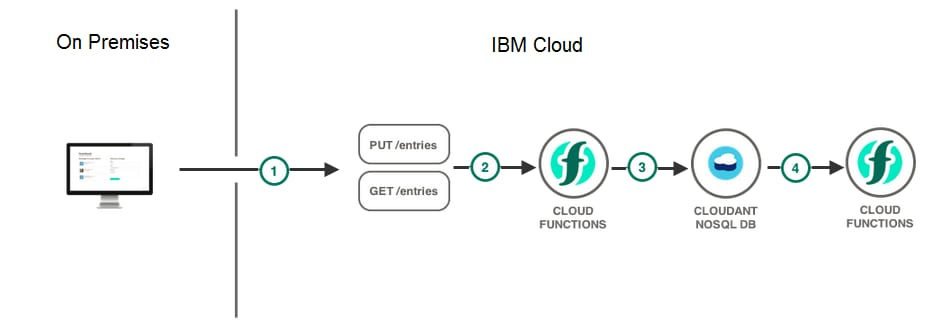 On Premises
IBM Cloud
PUT /entries
GET /entries
1
2
3
4
CLOUD
FUNCTIONS
CLOUDANT
NOSQL DB
CLOUD
FUNCTIONS